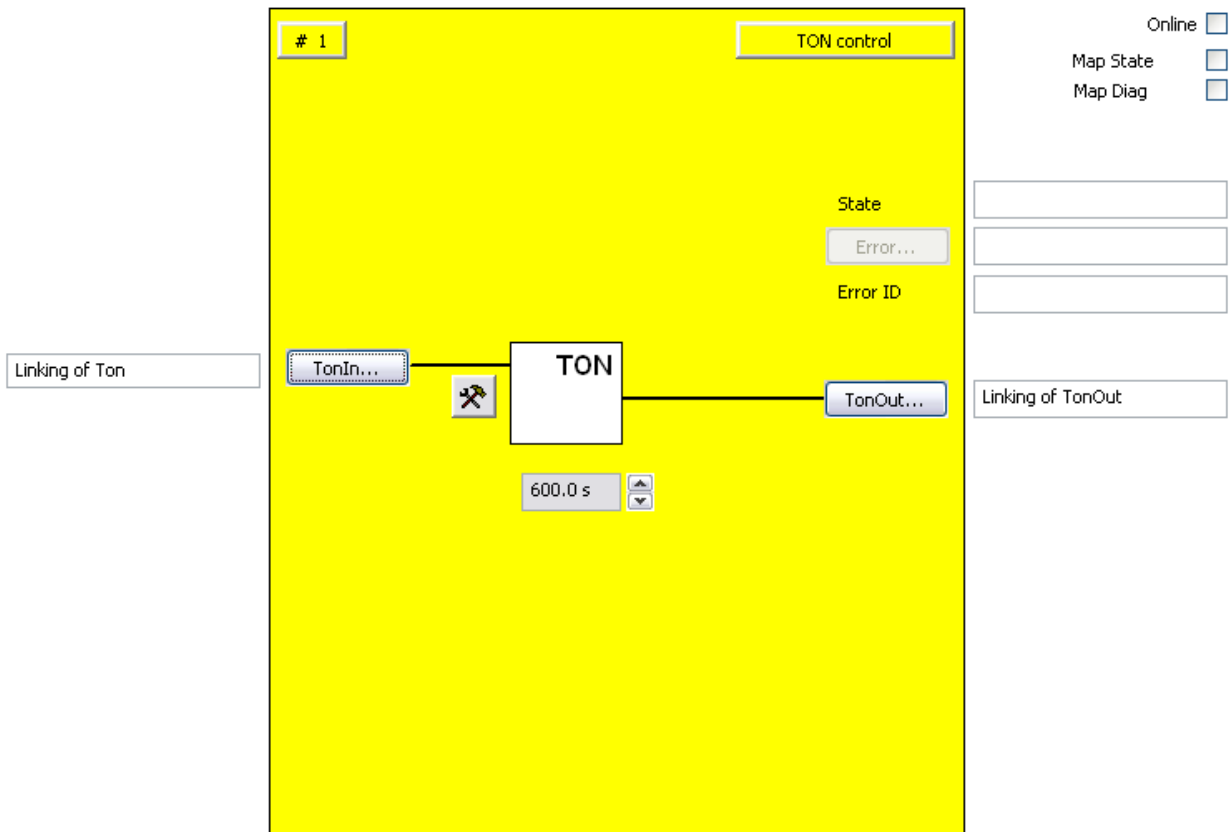 # 1
TON control
Online
Map State
Map Diag
State
Error...
Error ID
Linking of Ton
TonIn...
TON
TonOut...
Linking of TonOut
600.0 s